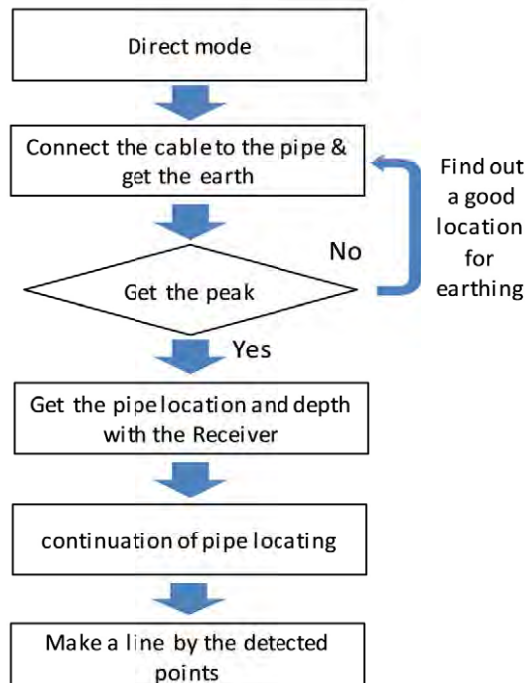 Direct mode
Connect the cable to the pipe &
get the earth
Find out
a good
location
for
earthing
No
Get the peak
Yes
Get the pipe location and depth
with the Receiver
continuation of pipe locating
Make a line by the detected
points